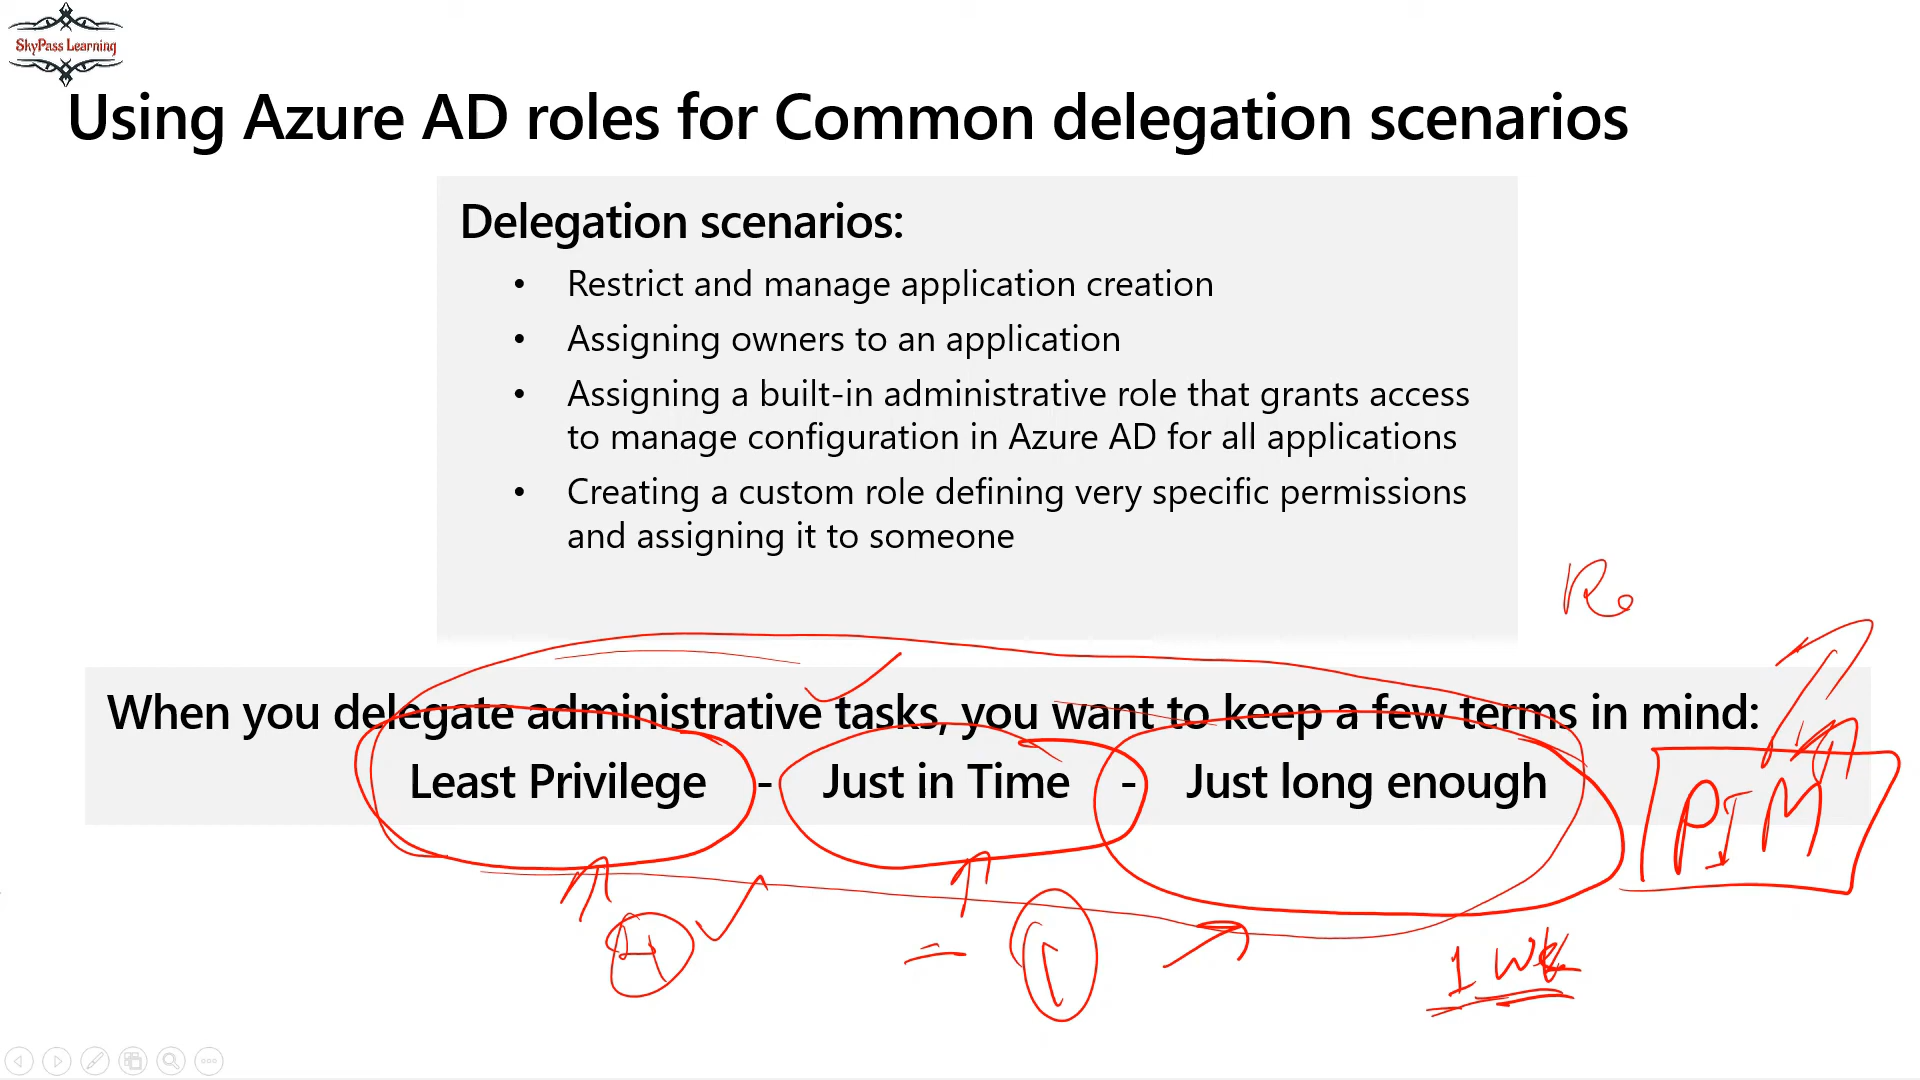 SkyPass Learning
Using Azure AD roles for Common delegation scenarios
Delegation scenarios:
• Restrict and manage application creation
• Assigning owners to an application
• Assigning a built-in administrative role that grants access
to manage configuration in Azure AD for all applications
• Creating a custom role defining very specific permissions
and assigning it to someone
When you delegate administrative tasks, you want to keep a few terms in mind:
Least Privilege - Just in Time - Just long enough
PIM
1 wk